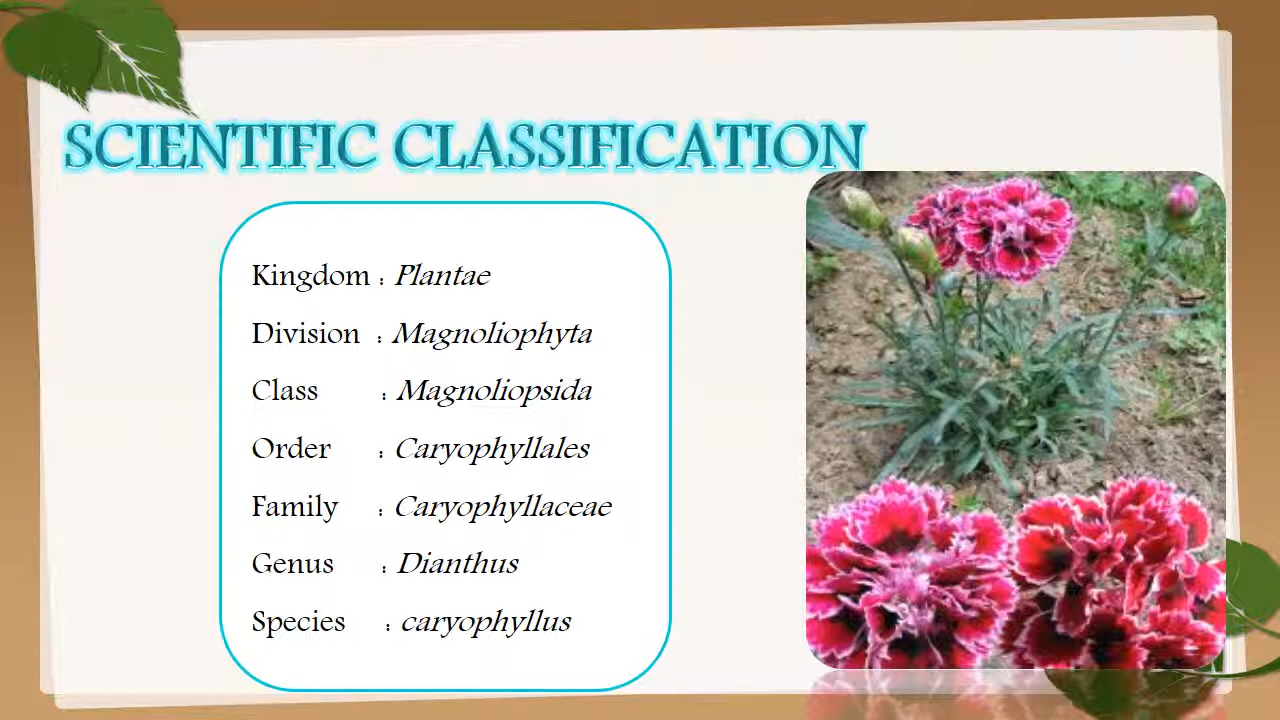 SCIENTIFIC CLASSIFICATION
Kingdom : Plantae
Division : Magnoliophyta
Class : Magnoliopsida
Order : Caryophyllales
Family : Caryophyllaceae
Genus : Dianthus
Species : caryophyllus